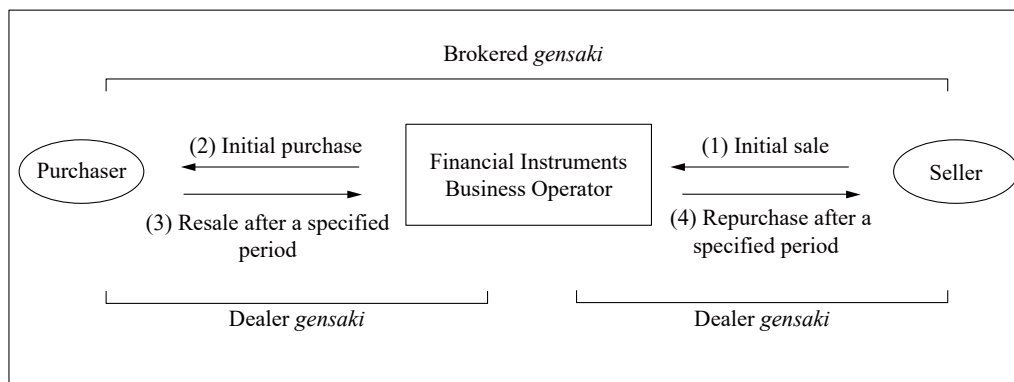 Brokered gensaki
(2) Initial purchase
(1) Initial sale
Purchaser
Financial Instruments
Business Operator
Seller
(3) Resale after a specified
period
(4) Repurchase after a
specified period
Dealer gensaki
Dealer gensaki